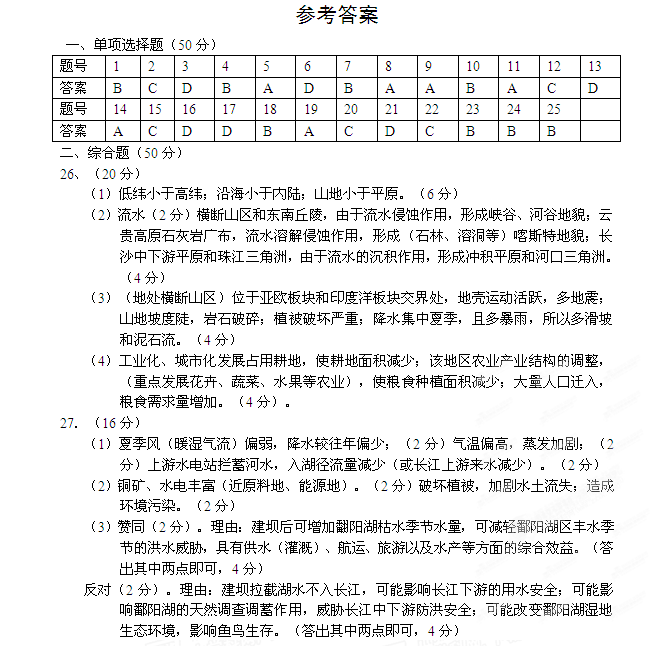 参考答案
一、单项选择题（50 分）
题号 1 2 3 4 5 6 7 8 9 10 11 12 13
答案 B C D B A D B A A B A C D
题号 14 15 16 17 18 19 20 21 22 23 24 25
答案 A C D D B A C D C B B B
二、综合题（50 分）
26、（20 分）
（1）低纬小于高纬；沿海小于内陆；山地小于平原。（6 分）
（2）流水（2 分）横断山区和东南丘陵，由于流水侵蚀作用，形成峡谷、河谷地貌；云
贵高原石灰岩广布，流水溶解侵蚀作用，形成（石林、溶洞等）喀斯特地貌；长
沙中下游平原和珠江三角洲，由于流水的沉积作用，形成冲积平原和河口三角洲。
（4 分）
（3）（地处横断山区）位于亚欧板块和印度洋板块交界处，地壳运动活跃，多地震；
山地坡度陡，岩石破碎；植被破坏严重；降水集中夏季，且多暴雨，所以多滑坡
和泥石流。（4 分）
（4）工业化、城市化发展占用耕地，使耕地面积减少；该地区农业产业结构的调整，
（重点发展花卉、蔬菜、水果等农业），使粮食种植面积减少；大量人口迁入，
粮食需求量增加。（4 分）。
27．（16 分）
（1）夏季风（暖湿气流）偏弱，降水较往年偏少；（2 分）气温偏高，蒸发加剧；（2
分）上游水电站拦蓄河水，入湖径流量减少（或长江上游来水减少）。（2 分）
（2）铜矿、水电丰富（近原料地、能源地）。（2 分）破坏植被，加剧水土流失；造成
环境污染。（2 分）
（3）赞同（2 分）。理由：建坝后可增加鄱阳湖枯水季节水量，可减轻鄱阳湖区丰水季
节的洪水威胁，具有供水（灌溉）、航运、旅游以及水产等方面的综合效益。（答
出其中两点即可，4 分）
反对（2 分）。理由：建坝拉截湖水不入长江，可能影响长江下游的用水安全；可能影
响鄱阳湖的天然调查调蓄作用，威胁长江中下游防洪安全；可能改变鄱阳湖湿地
生态环境，影响鱼鸟生存。（答出其中两点即可，4 分）